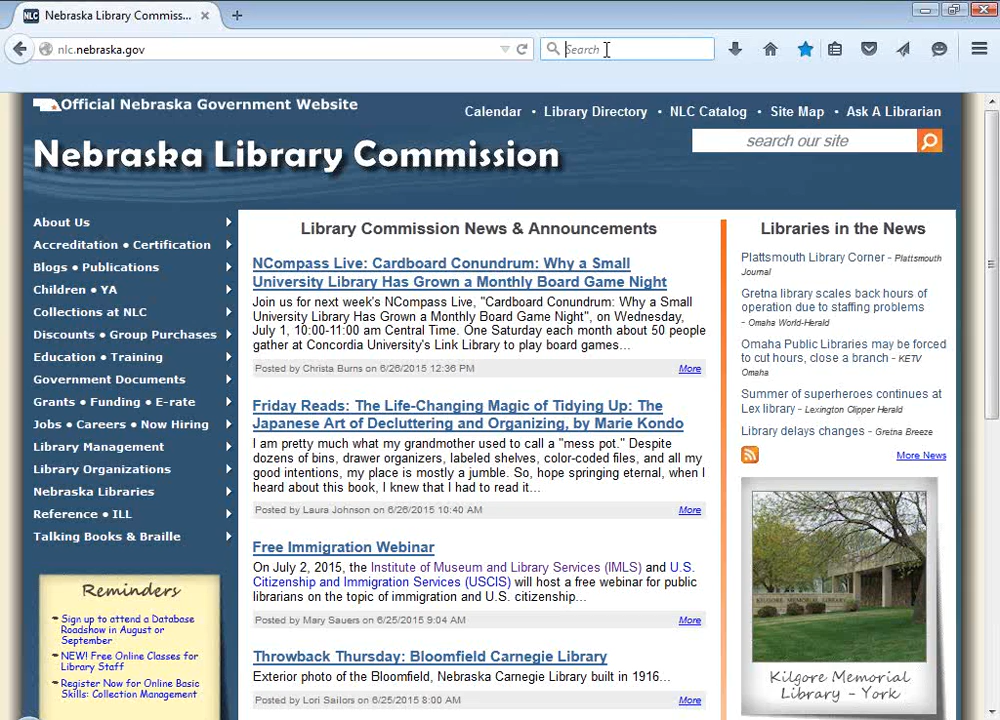 NLC Nebraska Library Commiss...
nlc.nebraska.gov
Search
Official Nebraska Government Website
Calendar • Library Directory • NLC Catalog • Site Map • Ask A Librarian
Nebraska Library Commission
search our site
About Us
Accreditation • Certification
Blogs • Publications
Children • YA
Collections at NLC
Discounts • Group Purchases
Education • Training
Government Documents
Grants • Funding • E-rate
Jobs • Careers • Now Hiring
Library Management
Library Organizations
Nebraska Libraries
Reference • ILL
Talking Books & Braille
Reminders
Sign up to attend a Database
Roadshow in August or
September
NEW! Free Online Classes for
Library Staff
Register Now for Online Basic
Skills: Collection Management
Library Commission News & Announcements
NCompass Live: Cardboard Conundrum: Why a Small
University Library Has Grown a Monthly Board Game Night
Join us for next week's NCompass Live, "Cardboard Conundrum: Why a Small
University Library Has Grown a Monthly Board Game Night", on Wednesday,
July 1, 10:00-11:00 am Central Time. One Saturday each month about 50 people
gather at Concordia University's Link Library to play board games...
Posted by Christa Burns on 6/26/2015 12:36 PM More
Friday Reads: The Life-Changing Magic of Tidying Up: The
Japanese Art of Decluttering and Organizing, by Marie Kondo
I am pretty much what my grandmother used to call a "mess pot." Despite
dozens of bins, drawer organizers, labeled shelves, color-coded files, and all my
good intentions, my place is mostly a jumble. So, hope springing eternal, when I
heard about this book, I knew that I had to read it...
Posted by Laura Johnson on 6/26/2015 10:40 AM More
Free Immigration Webinar
On July 2, 2015, the Institute of Museum and Library Services (IMLS) and U.S.
Citizenship and Immigration Services (USCIS) will host a free webinar for public
librarians on the topic of immigration and U.S. citizenship...
Posted by Mary Sauers on 6/25/2015 9:04 AM More
Throwback Thursday: Bloomfield Carnegie Library
Exterior photo of the Bloomfield, Nebraska Carnegie Library built in 1916...
Posted by Lori Sailors on 6/25/2015 8:00 AM More
Libraries in the News
Plattsmouth Library Corner - Plattsmouth
Journal
Gretna library scales back hours of
operation due to staffing problems
- Omaha World-Herald
Omaha Public Libraries may be forced
to cut hours, close a branch - KETV
Omaha
Summer of superheroes continues at
Lex library - Lexington Clipper Herald
Library delays changes - Gretna Breeze
More News
KILGORE MEMORIAL LIBRARY
Kilgore Memorial
Library - York